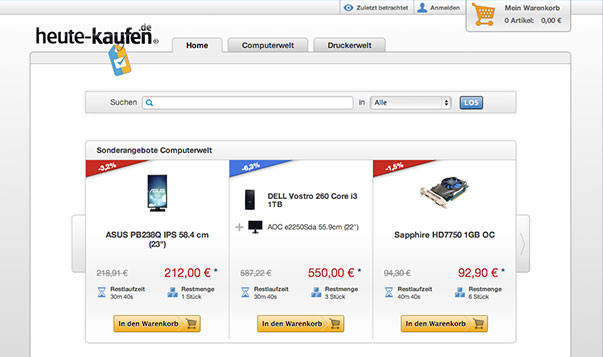 Zuletzt betrachtet
Anmelden
Mein Warenkorb
0 Artikel: 0,00 €
heute-kaufen.de®
Home
Computerwelt
Druckerwelt
Suchen
in
Alle
LOS
Sonderangebote Computerwelt
-3,2%
-6,3%
-1,5%
ASUS PB238Q IPS 58.4 cm
(23")
218,91 €
212,00 € *
Restlaufzeit
30m 40s
Restmenge
1 Stück
In den Warenkorb
DELL Vostro 260 Core i3
1TB
+ AOC e2250Sda 55.9cm (22")
587,22 €
550,00 € *
Restlaufzeit
30m 40s
Restmenge
3 Stück
In den Warenkorb
Sapphire HD7750 1GB OC
94,30 €
92,90 € *
Restlaufzeit
40m 40s
Restmenge
6 Stück
In den Warenkorb